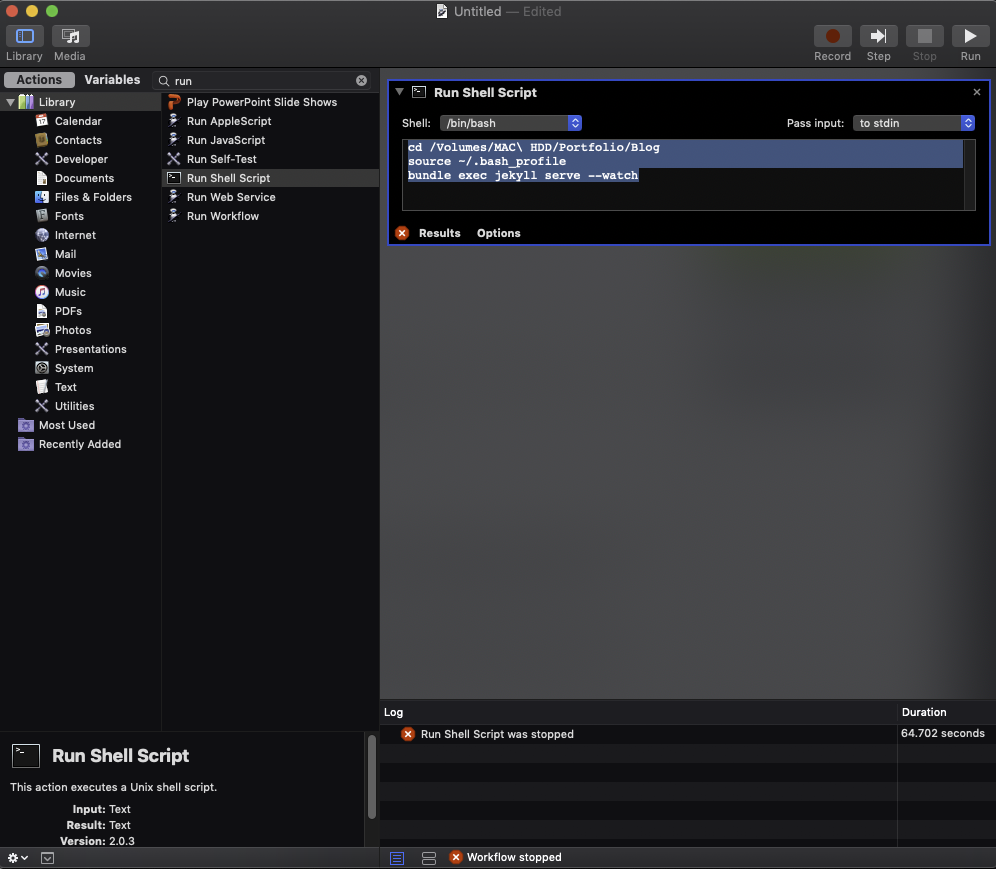 Untitled — Edited
Library
Media
Record
Step
Stop
Run
Actions
Variables
run
Library
Calendar
Contacts
Developer
Documents
Files & Folders
Fonts
Internet
Mail
Movies
Music
PDFs
Photos
Presentations
System
Text
Utilities
Most Used
Recently Added
Play PowerPoint Slide Shows
Run AppleScript
Run JavaScript
Run Self-Test
Run Shell Script
Run Web Service
Run Workflow
Run Shell Script
Shell: /bin/bash
Pass input: to stdin
cd /Volumes/MAC\ HDD/Portfolio/Blog
source ~/.bash_profile
bundle exec jekyll serve --watch
Results
Options
Log
Duration
Run Shell Script was stopped
64.702 seconds
Run Shell Script
This action executes a Unix shell script.
Input: Text
Result: Text
Version: 2.0.3
Workflow stopped